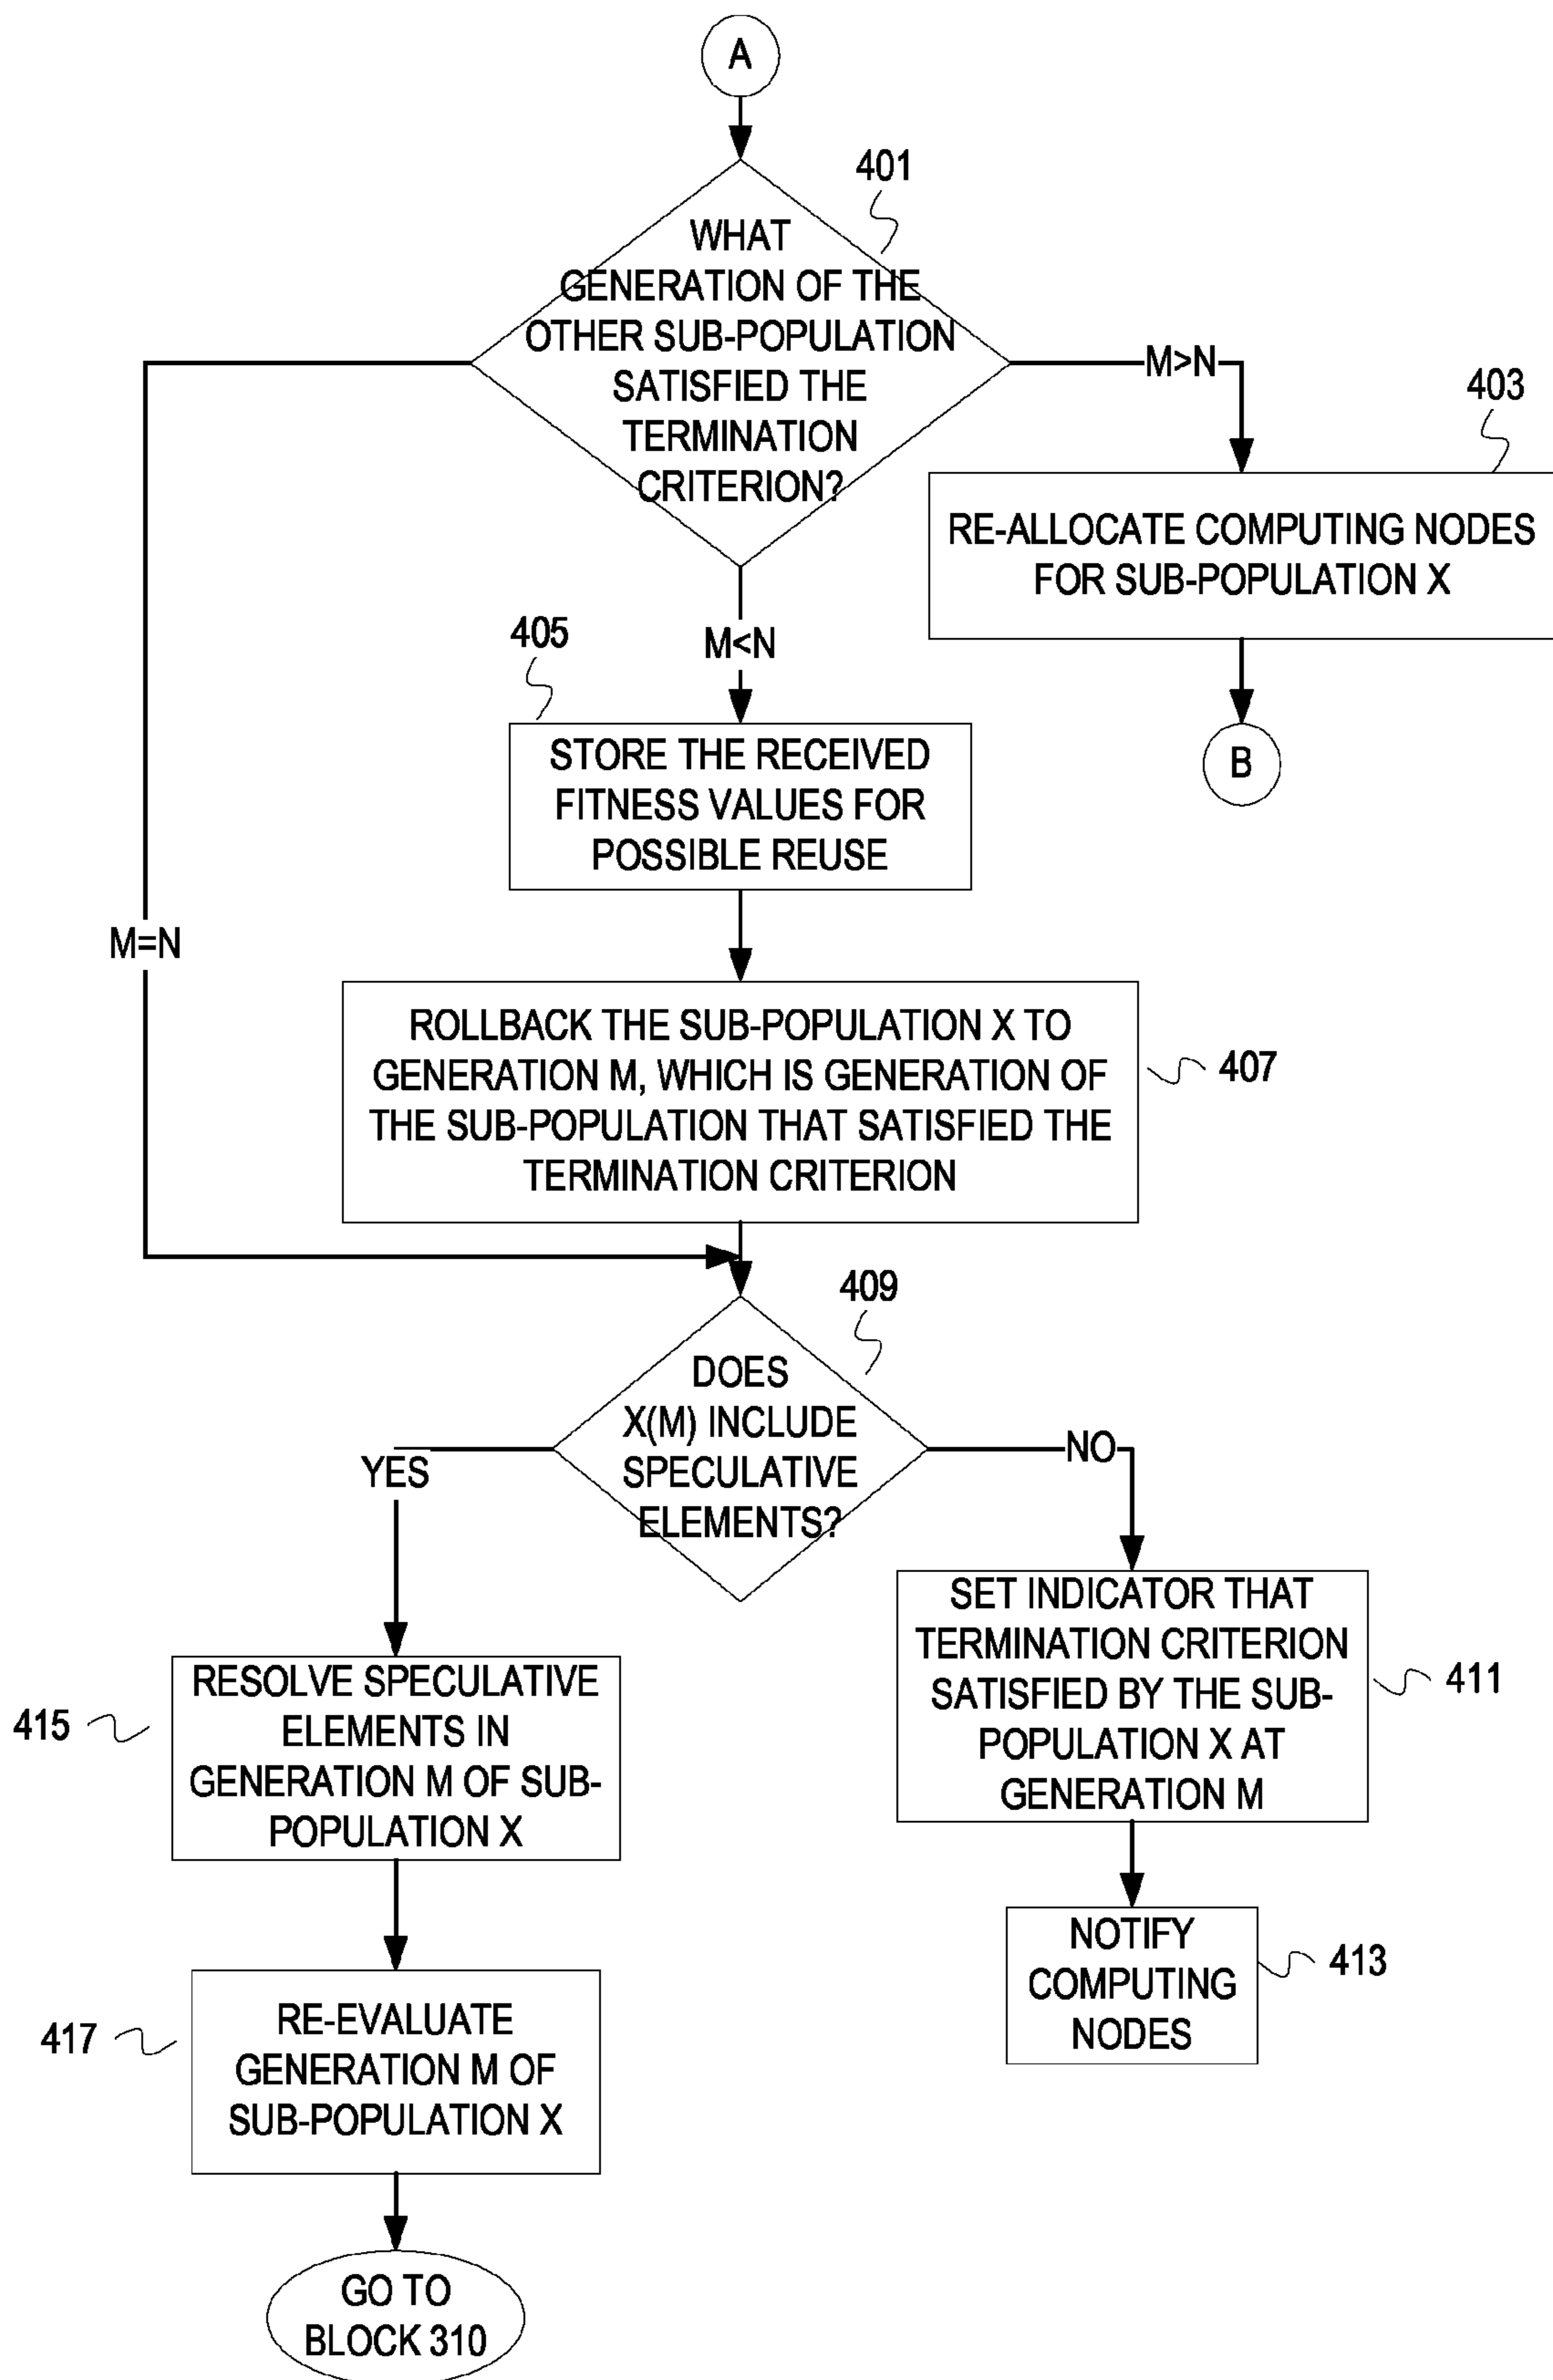 A
401
WHAT
GENERATION OF THE
OTHER SUB-POPULATION
SATISFIED THE
TERMINATION
CRITERION?
M>N
403
RE-ALLOCATE COMPUTING NODES
FOR SUB-POPULATION X
B
M<N
405
STORE THE RECEIVED
FITNESS VALUES FOR
POSSIBLE REUSE
M=N
ROLLBACK THE SUB-POPULATION X TO
GENERATION M, WHICH IS GENERATION OF
THE SUB-POPULATION THAT SATISFIED THE
TERMINATION CRITERION
407
409
DOES
X(M) INCLUDE
SPECULATIVE
ELEMENTS?
YES
NO
SET INDICATOR THAT
TERMINATION CRITERION
SATISFIED BY THE SUB-
POPULATION X AT
GENERATION M
411
NOTIFY
COMPUTING
NODES
413
RESOLVE SPECULATIVE
ELEMENTS IN
GENERATION M OF SUB-
POPULATION X
415
RE-EVALUATE
GENERATION M OF
SUB-POPULATION X
417
GO TO
BLOCK 310